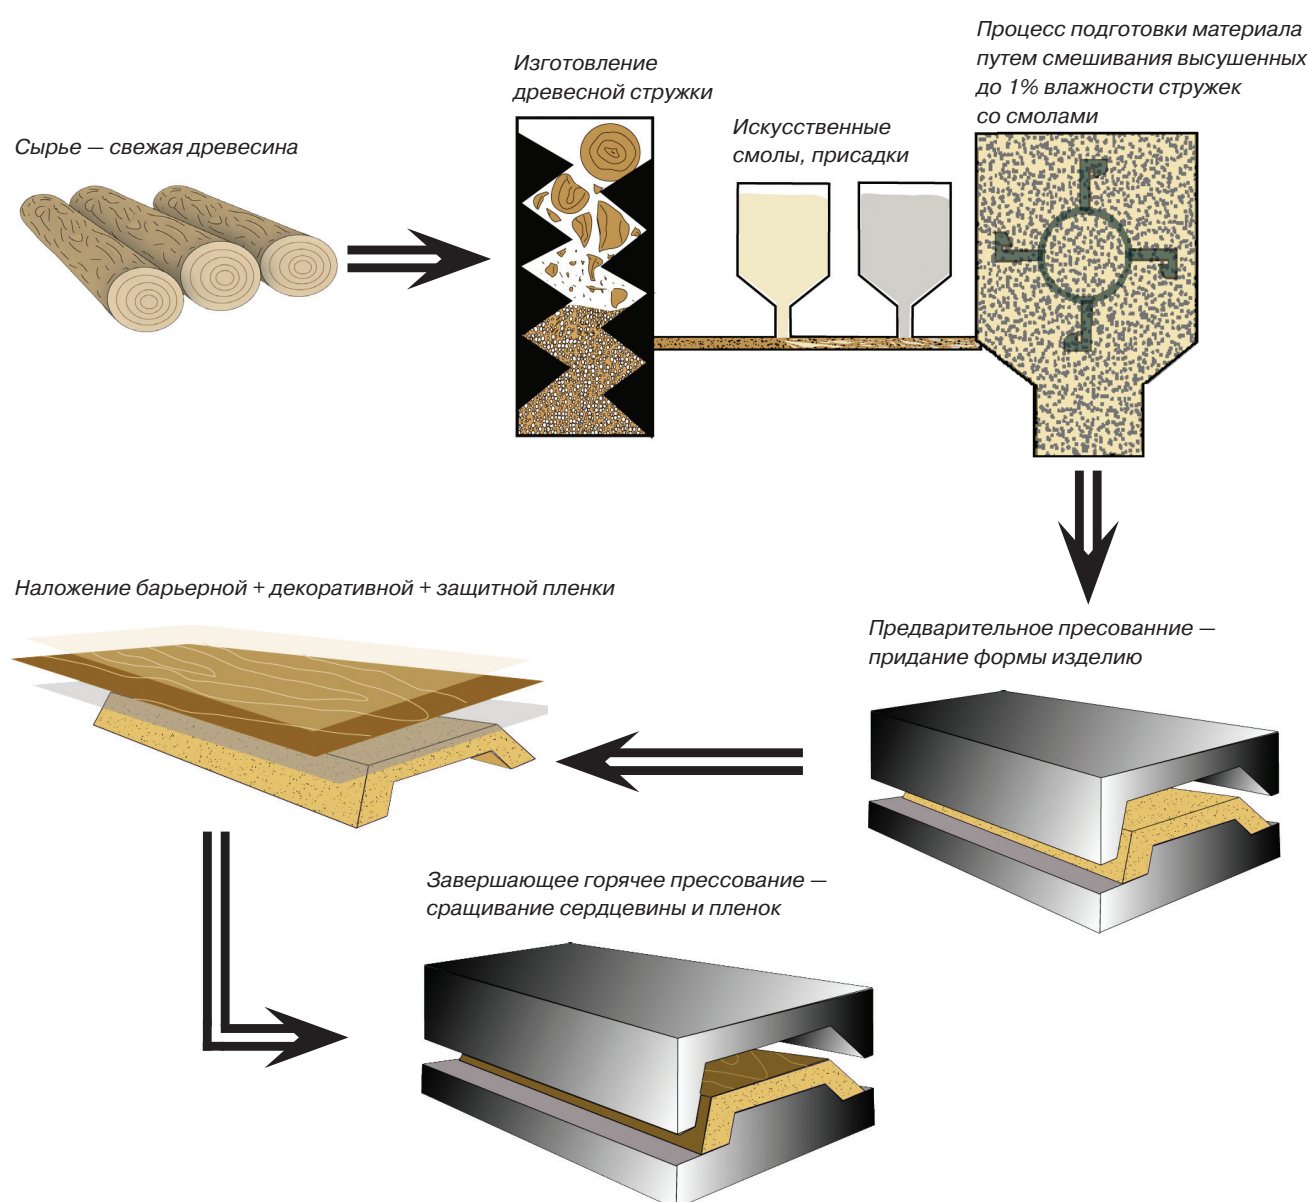 Сырье — свежая древесина
Изготовление
древесной стружки
Искусственные
смолы, присадки
Процесс подготовки материала
путем смешивания высушенных
до 1% влажности стружек
со смолами
Предварительное пресованние —
придание формы изделию
Наложение барьерной + декоративной + защитной пленки
Завершающее горячее прессование —
сращивание сердцевины и пленок